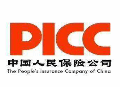 PICC
中国人民保险公司
The People's Insurance Company of China